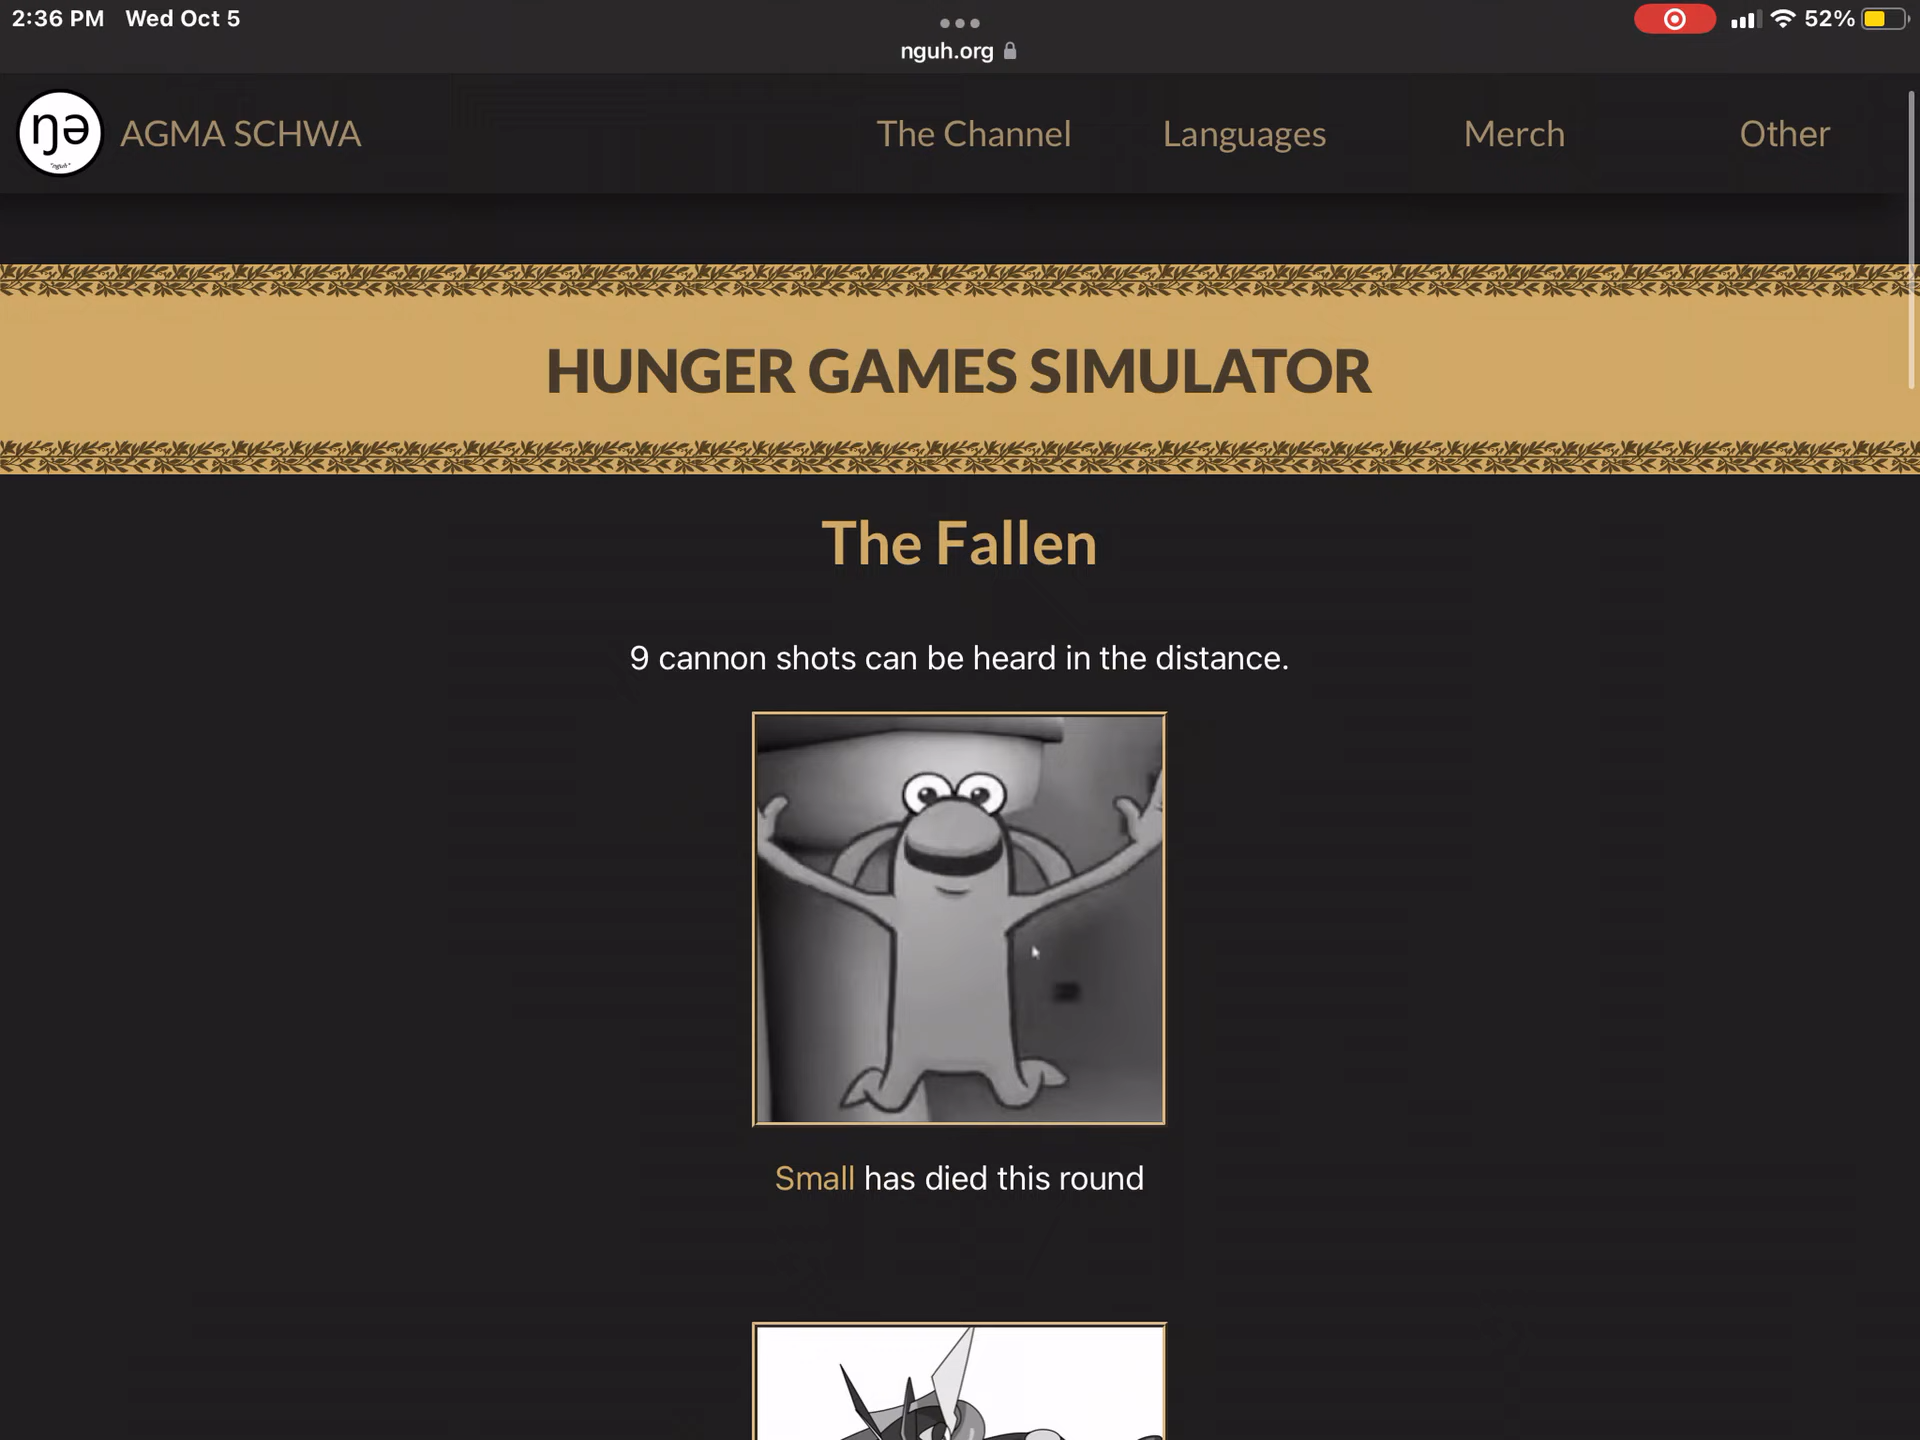 2:36 PM Wed Oct 5
52%
nguh.org
ŋə
"nguh"
AGMA SCHWA
The Channel
Languages
Merch
Other
HUNGER GAMES SIMULATOR
The Fallen
9 cannon shots can be heard in the distance.
Small has died this round